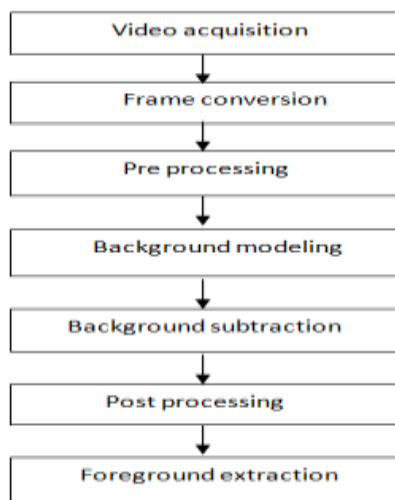 Video acquisition
Frame conversion
Pre processing
Background modeling
Background subtraction
Post processing
Foreground extraction